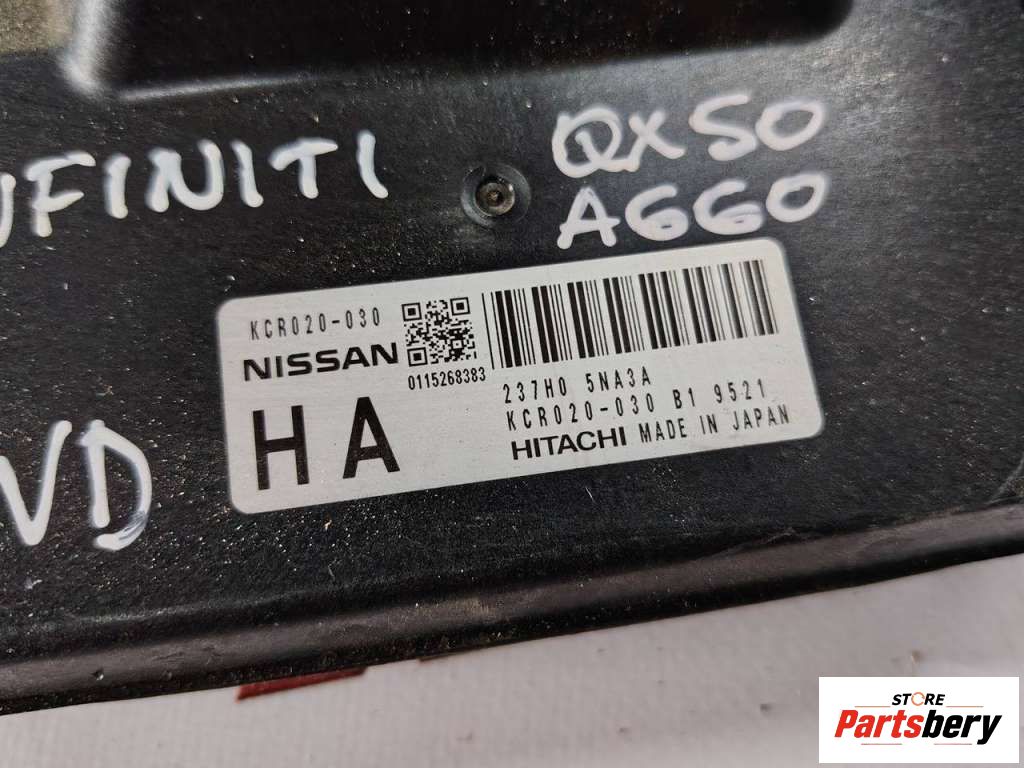 NFINITI
QX50
A660
KCR020-030
NISSAN
0115268383
HA
237H0 5NA3A
KCR020-030 B1 9521
HITACHI MADE IN JAPAN
VD
STORE
Partsbery